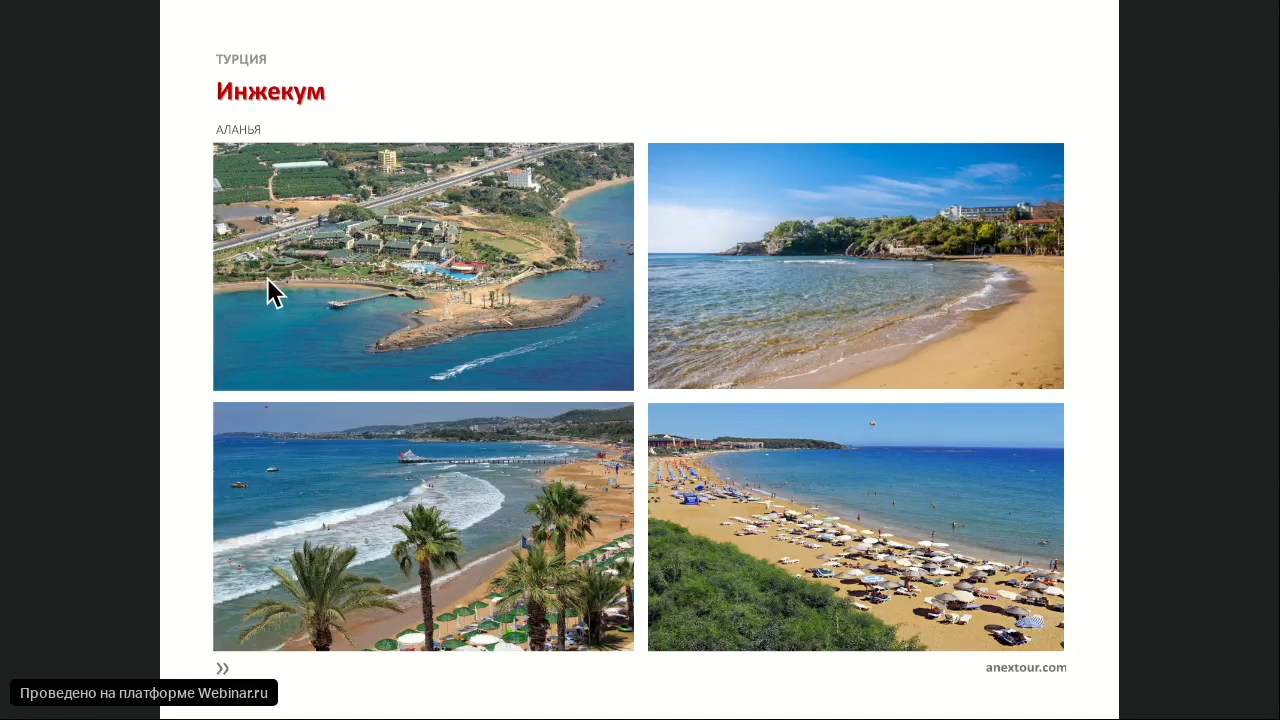 ТУРЦИЯ
Инжекум
АЛАНЬЯ
anextour.com
Проведено на платформе Webinar.ru